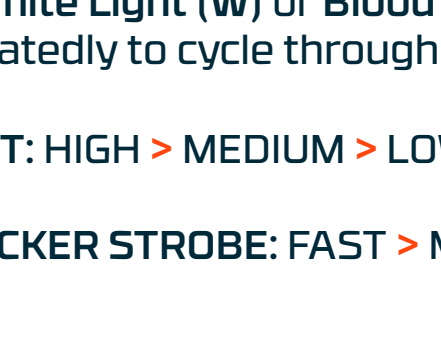 hite Light (W) or Blood
atedly to cycle through
T: HIGH > MEDIUM > LO
CKER STROBE: FAST > M